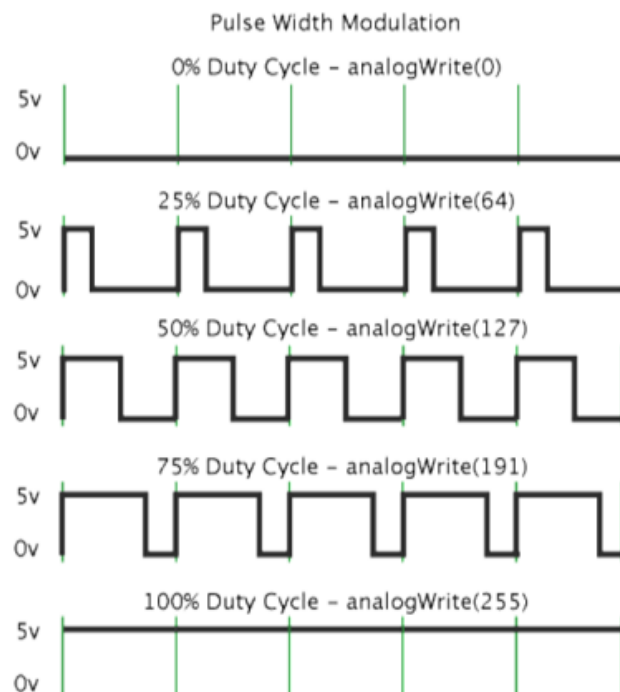 Pulse Width Modulation
0% Duty Cycle – analogWrite(0)
5v
0v
25% Duty Cycle – analogWrite(64)
5v
0v
50% Duty Cycle – analogWrite(127)
5v
0v
75% Duty Cycle – analogWrite(191)
5v
0v
100% Duty Cycle – analogWrite(255)
5v
0v